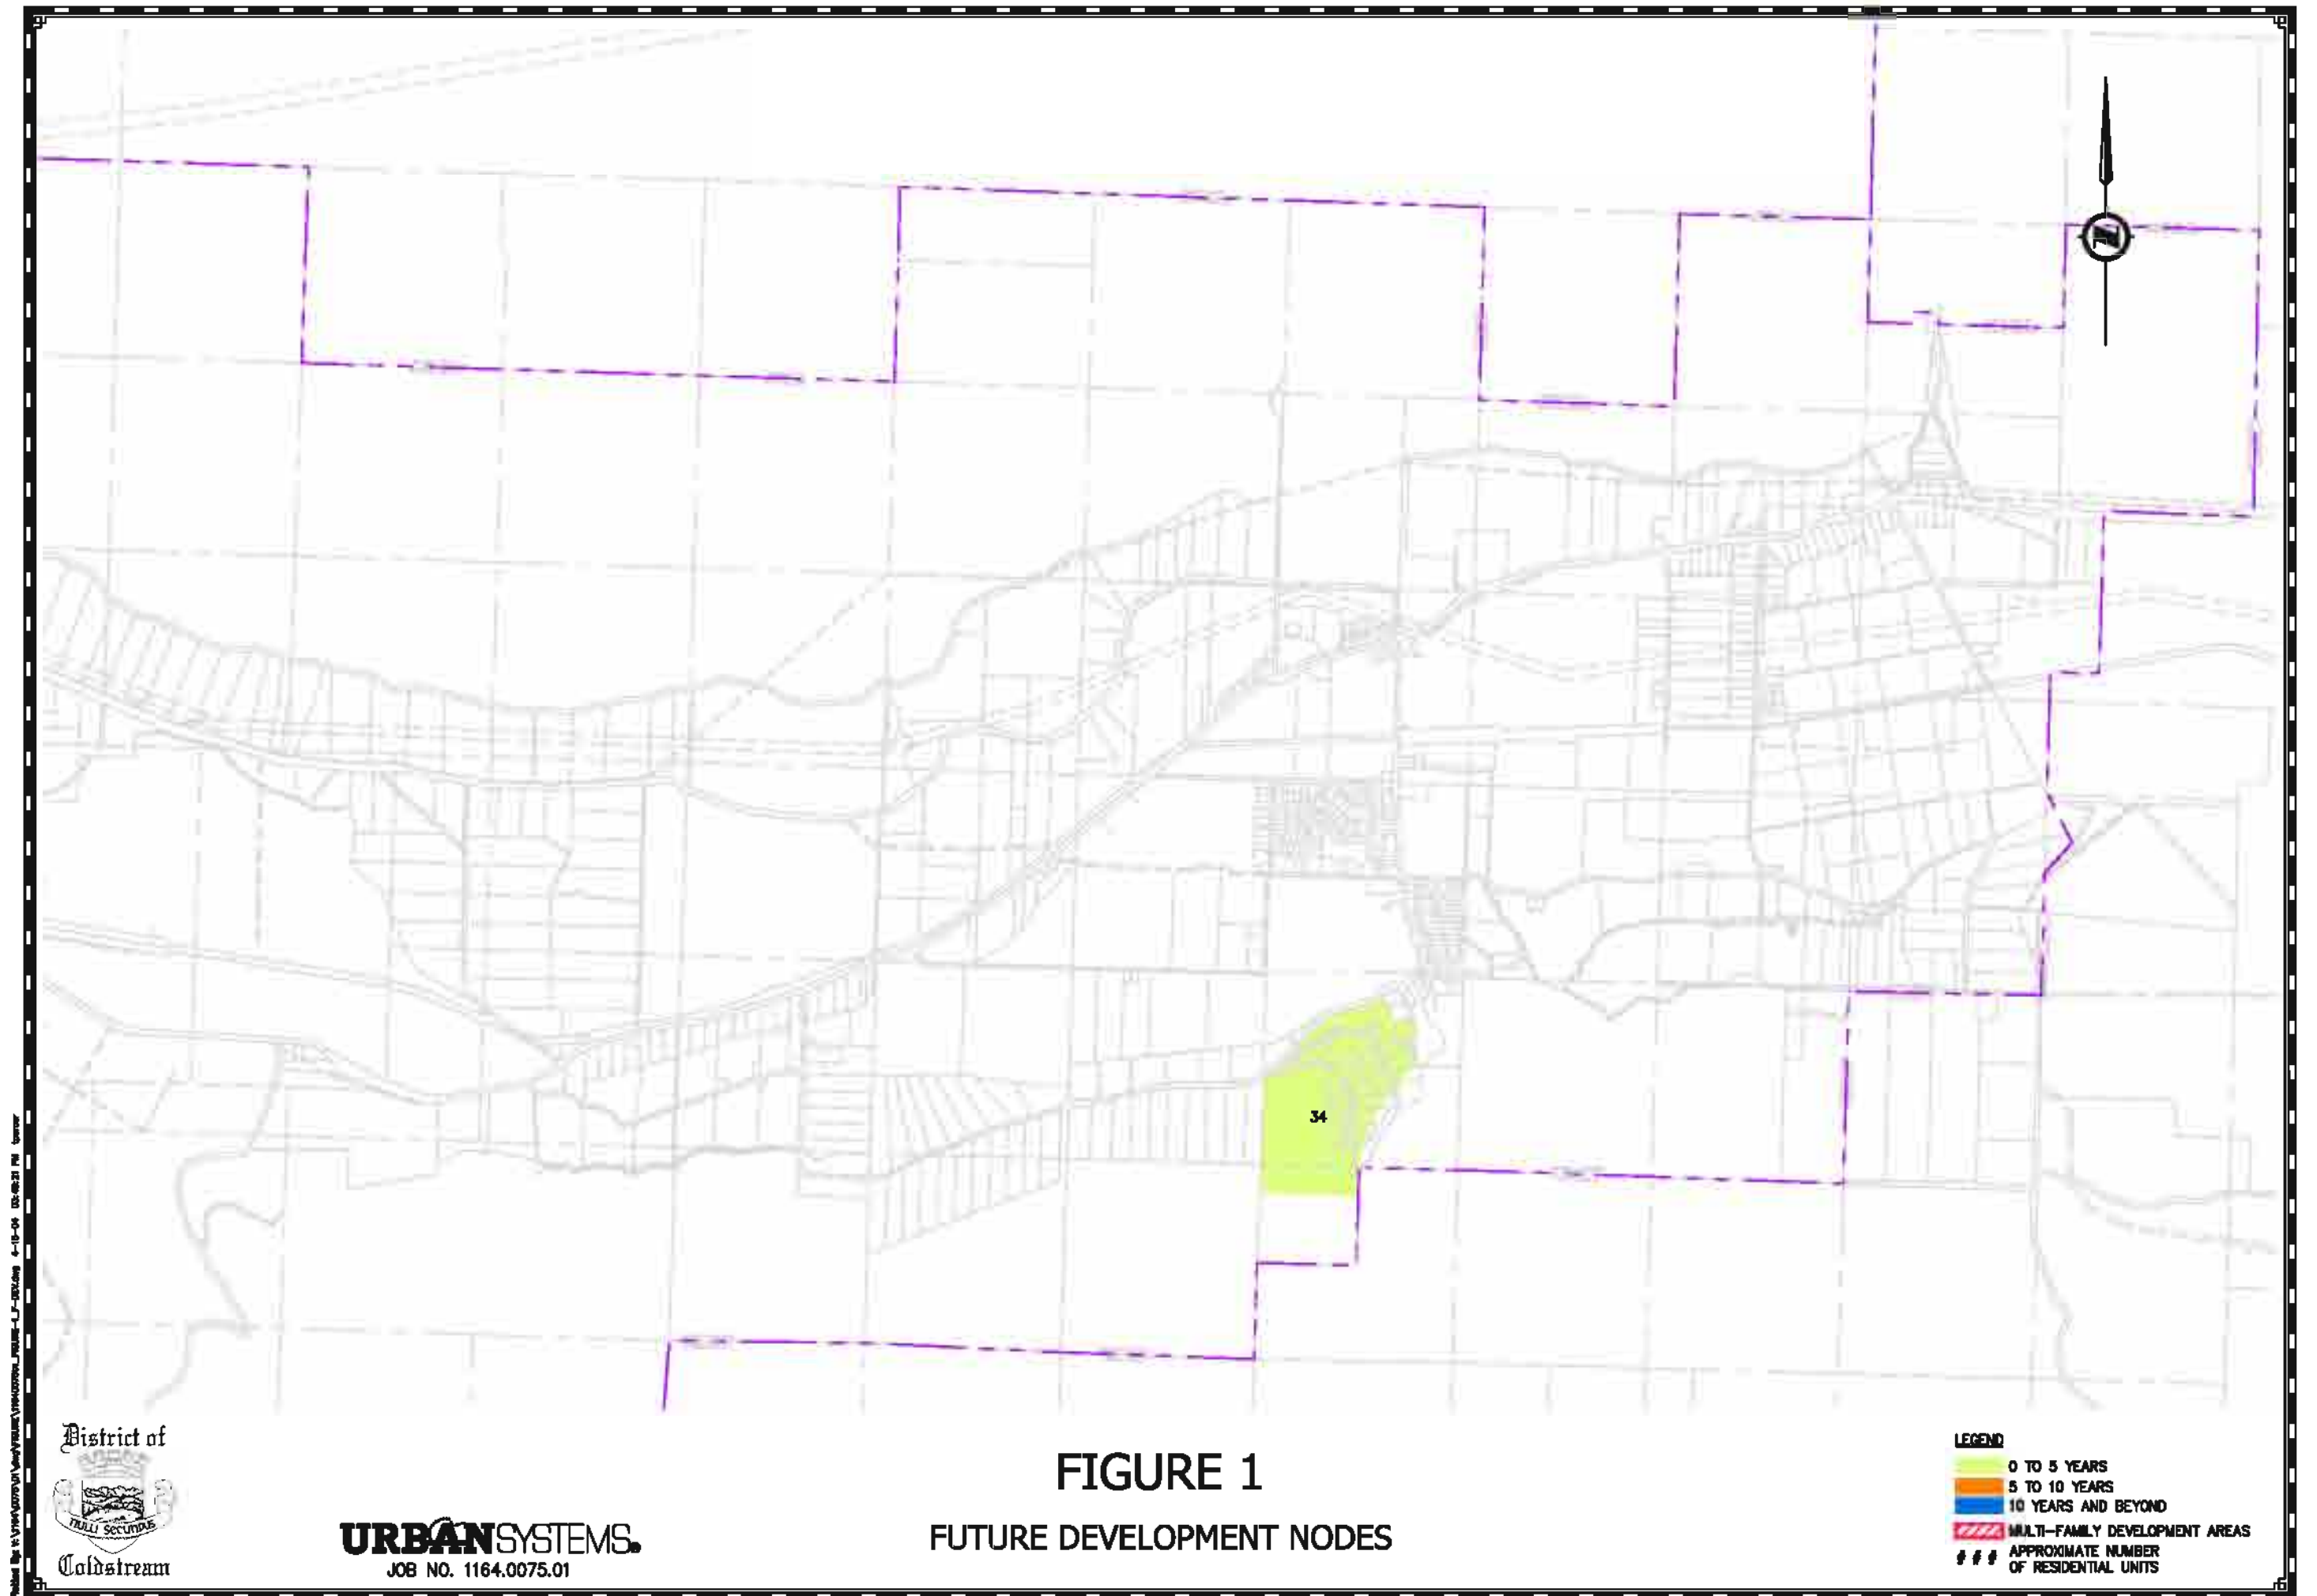 34
District of
NULLI SECUNDUS
Coldstream
URBANSYSTEMS.
JOB NO. 1164.0075.01
FIGURE 1
FUTURE DEVELOPMENT NODES
LEGEND
0 TO 5 YEARS
5 TO 10 YEARS
10 YEARS AND BEYOND
MULTI-FAMILY DEVELOPMENT AREAS
# # # APPROXIMATE NUMBER
OF RESIDENTIAL UNITS